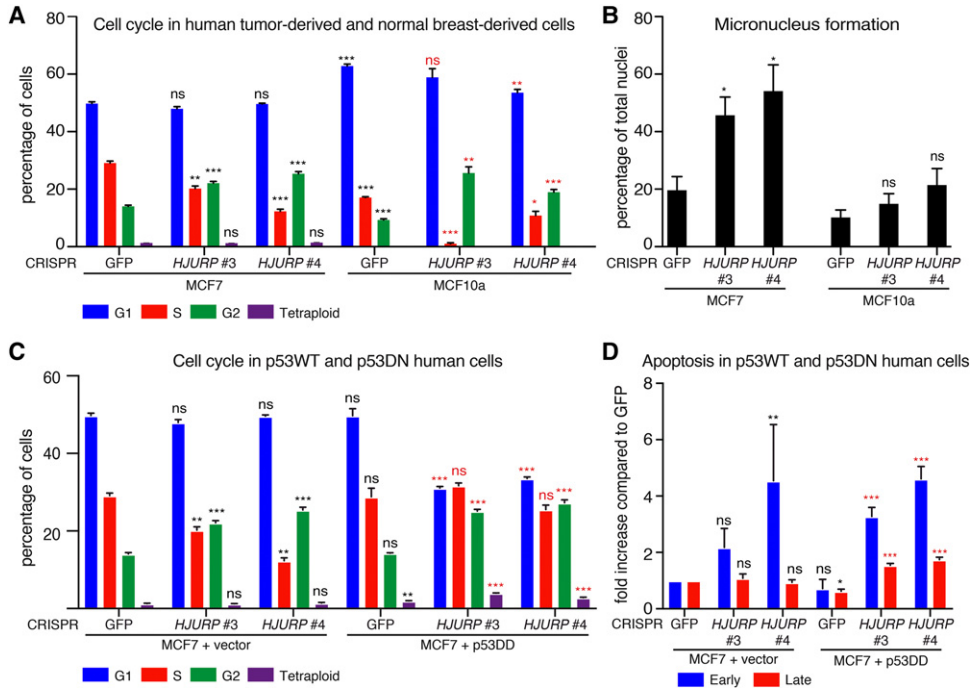 A
Cell cycle in human tumor-derived and normal breast-derived cells
percentage of cells
80
60
40
20
0
ns
** ***
ns
*** ***
***
*** ***
ns
*** **
**
* ***
CRISPR
GFP HJURP #3 HJURP #4 GFP HJURP #3 HJURP #4
MCF7 MCF10a
G1 S G2 Tetraploid
B
Micronucleus formation
percentage of total nuclei
80
60
40
20
0
* * ns ns
CRISPR
GFP HJURP #3 HJURP #4 GFP HJURP #3 HJURP #4
MCF7 MCF10a
C
Cell cycle in p53WT and p53DN human cells
percentage of cells
60
40
20
ns
** *** ns
ns
** *** ns
ns
ns ns **
*** ns *** ***
*** ns *** ***
CRISPR
GFP HJURP #3 HJURP #4 GFP HJURP #3 HJURP #4
MCF7 + vector MCF7 + p53DD
G1 S G2 Tetraploid
D
Apoptosis in p53WT and p53DN human cells
fold increase compared to GFP
8
6
4
2
0
ns ns
** ns
ns *
*** ***
*** ***
CRISPR
GFP HJURP #3 HJURP #4 GFP HJURP #3 HJURP #4
MCF7 + vector MCF7 + p53DD
Early Late